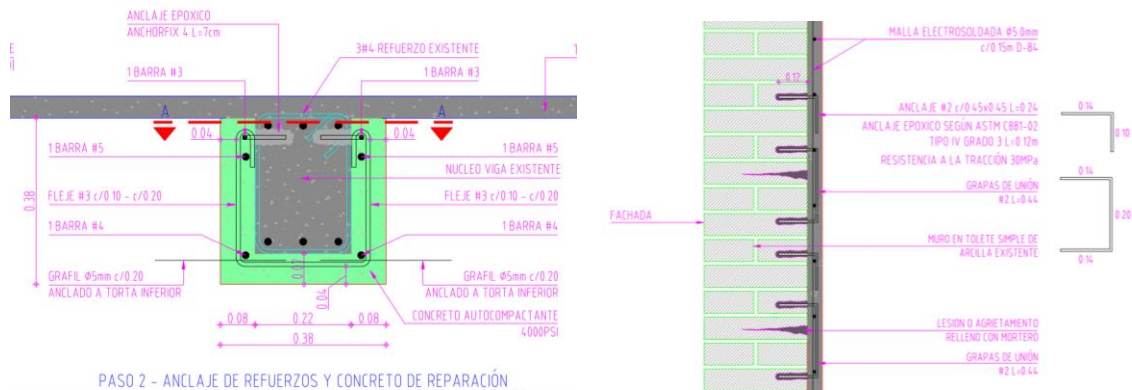 ANCLAJE EPOXICO
ANCHORFIX 4 L=7cm
3#4 REFUERZO EXISTENTE
1 BARRA #3
1 BARRA #3
A
A
0.04
0.04
1 BARRA #5
1 BARRA #5
NUCLEO VIGA EXISTENTE
0.38
FLEJE #3 c/0.10 - c/0.20
FLEJE #3 c/0.10 - c/0.20
1 BARRA #4
1 BARRA #4
0.07
GRAFIL Ø5mm c/0.20
ANCLADO A TORTA INFERIOR
GRAFIL Ø5mm c/0.20
ANCLADO A TORTA INFERIOR
0.04
0.08
0.22
0.08
CONCRETO AUTOCOMPACTANTE
4000PSI
0.38
PASO 2 - ANCLAJE DE REFUERZOS Y CONCRETO DE REPARACIÓN
MALLA ELECTROSOLDADA Ø5.0mm
c/0.15m D-84
0.12
ANCLAJE #2 c/0.45x0.45 L=0.24
ANCLAJE EPOXICO SEGÚN ASTM C881-02
TIPO IV GRADO 3 L=0.12m
RESISTENCIA A LA TRACCIÓN 30MPa
0.14
0.10
GRAPAS DE UNIÓN
#2 L=0.44
0.14
0.20
0.14
FACHADA
MURO EN TOLETE SIMPLE DE
ARCILLA EXISTENTE
LESION O AGRIETAMIENTO
RELLENO CON MORTERO
GRAPAS DE UNIÓN
#2 L=0.44